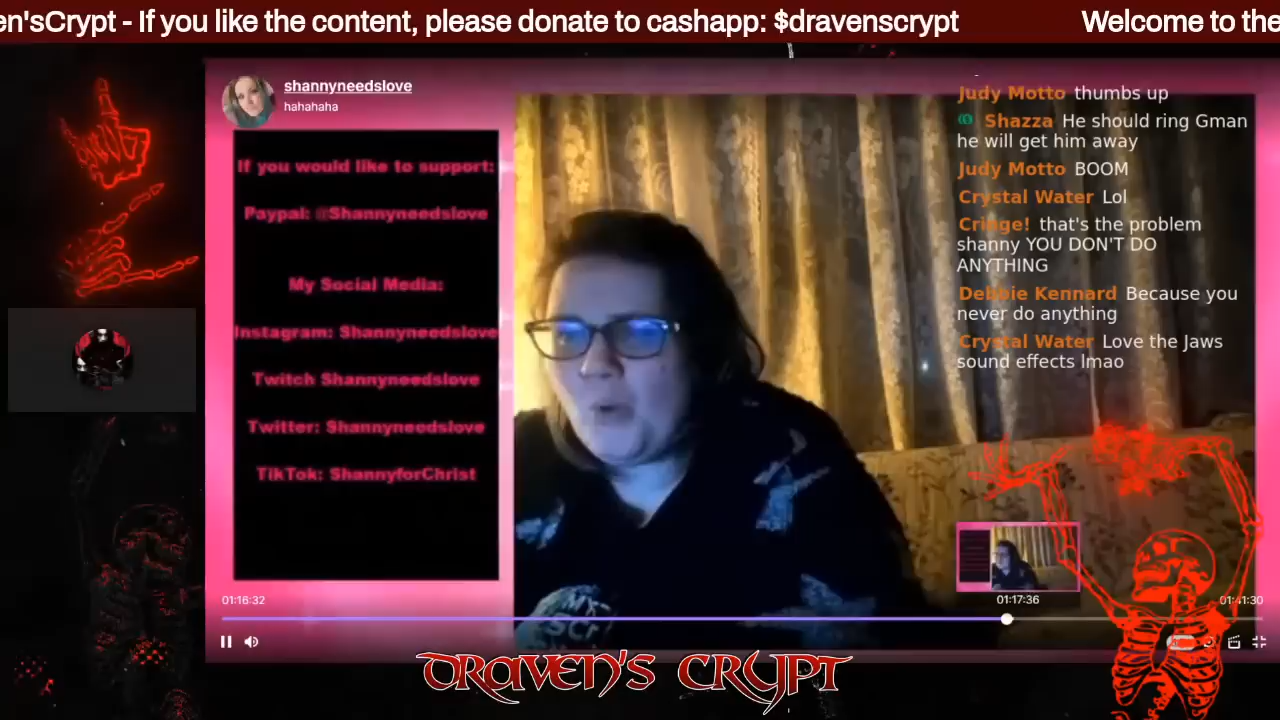 en'sCrypt - If you like the content, please donate to cashapp: $dravenscrypt
Welcome to the
shannyneedslove
hahahaha
If you would like to support:
Paypal: @Shannyneedslove
My Social Media:
Instagram: Shannyneedslove
Twitch Shannyneedslove
Twitter: Shannyneedslove
TikTok: ShannyforChrist
Judy Motto thumbs up
Shazza He should ring Gman
he will get him away
Judy Motto BOOM
Crystal Water Lol
Cringe! that's the problem
shanny YOU DON'T DO
ANYTHING
Debbie Kennard Because you
never do anything
Crystal Water Love the Jaws
sound effects lmao
01:16:32
01:17:36
01:41:30
DRAVEN'S CRYPT